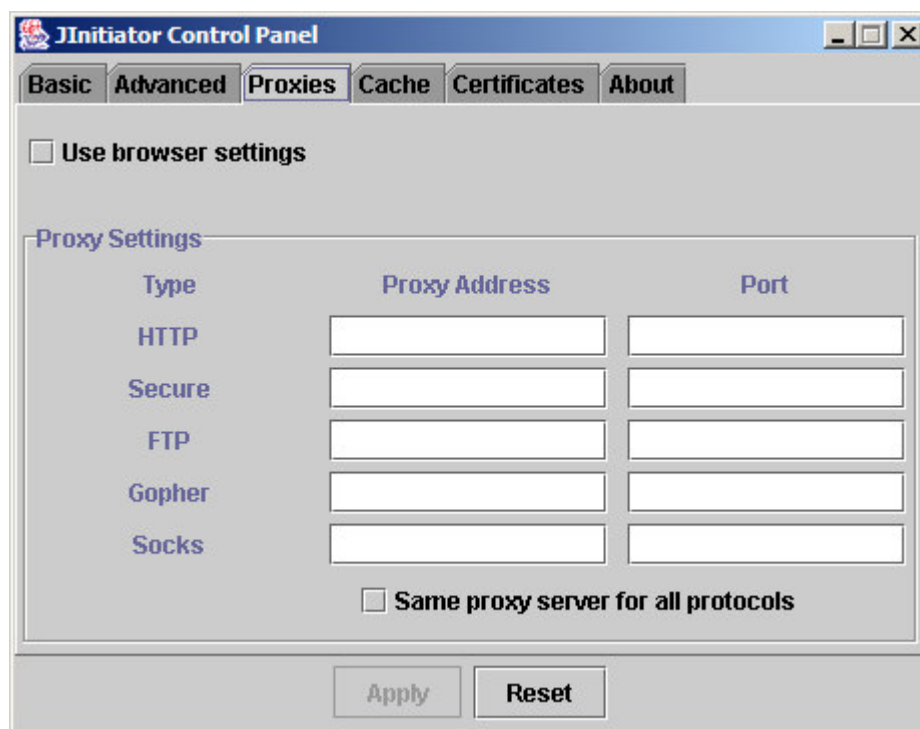 JInitiator Control Panel
Basic Advanced Proxies Cache Certificates About
Use browser settings
Proxy Settings
Type Proxy Address Port
HTTP
Secure
FTP
Gopher
Socks
Same proxy server for all protocols
Apply Reset